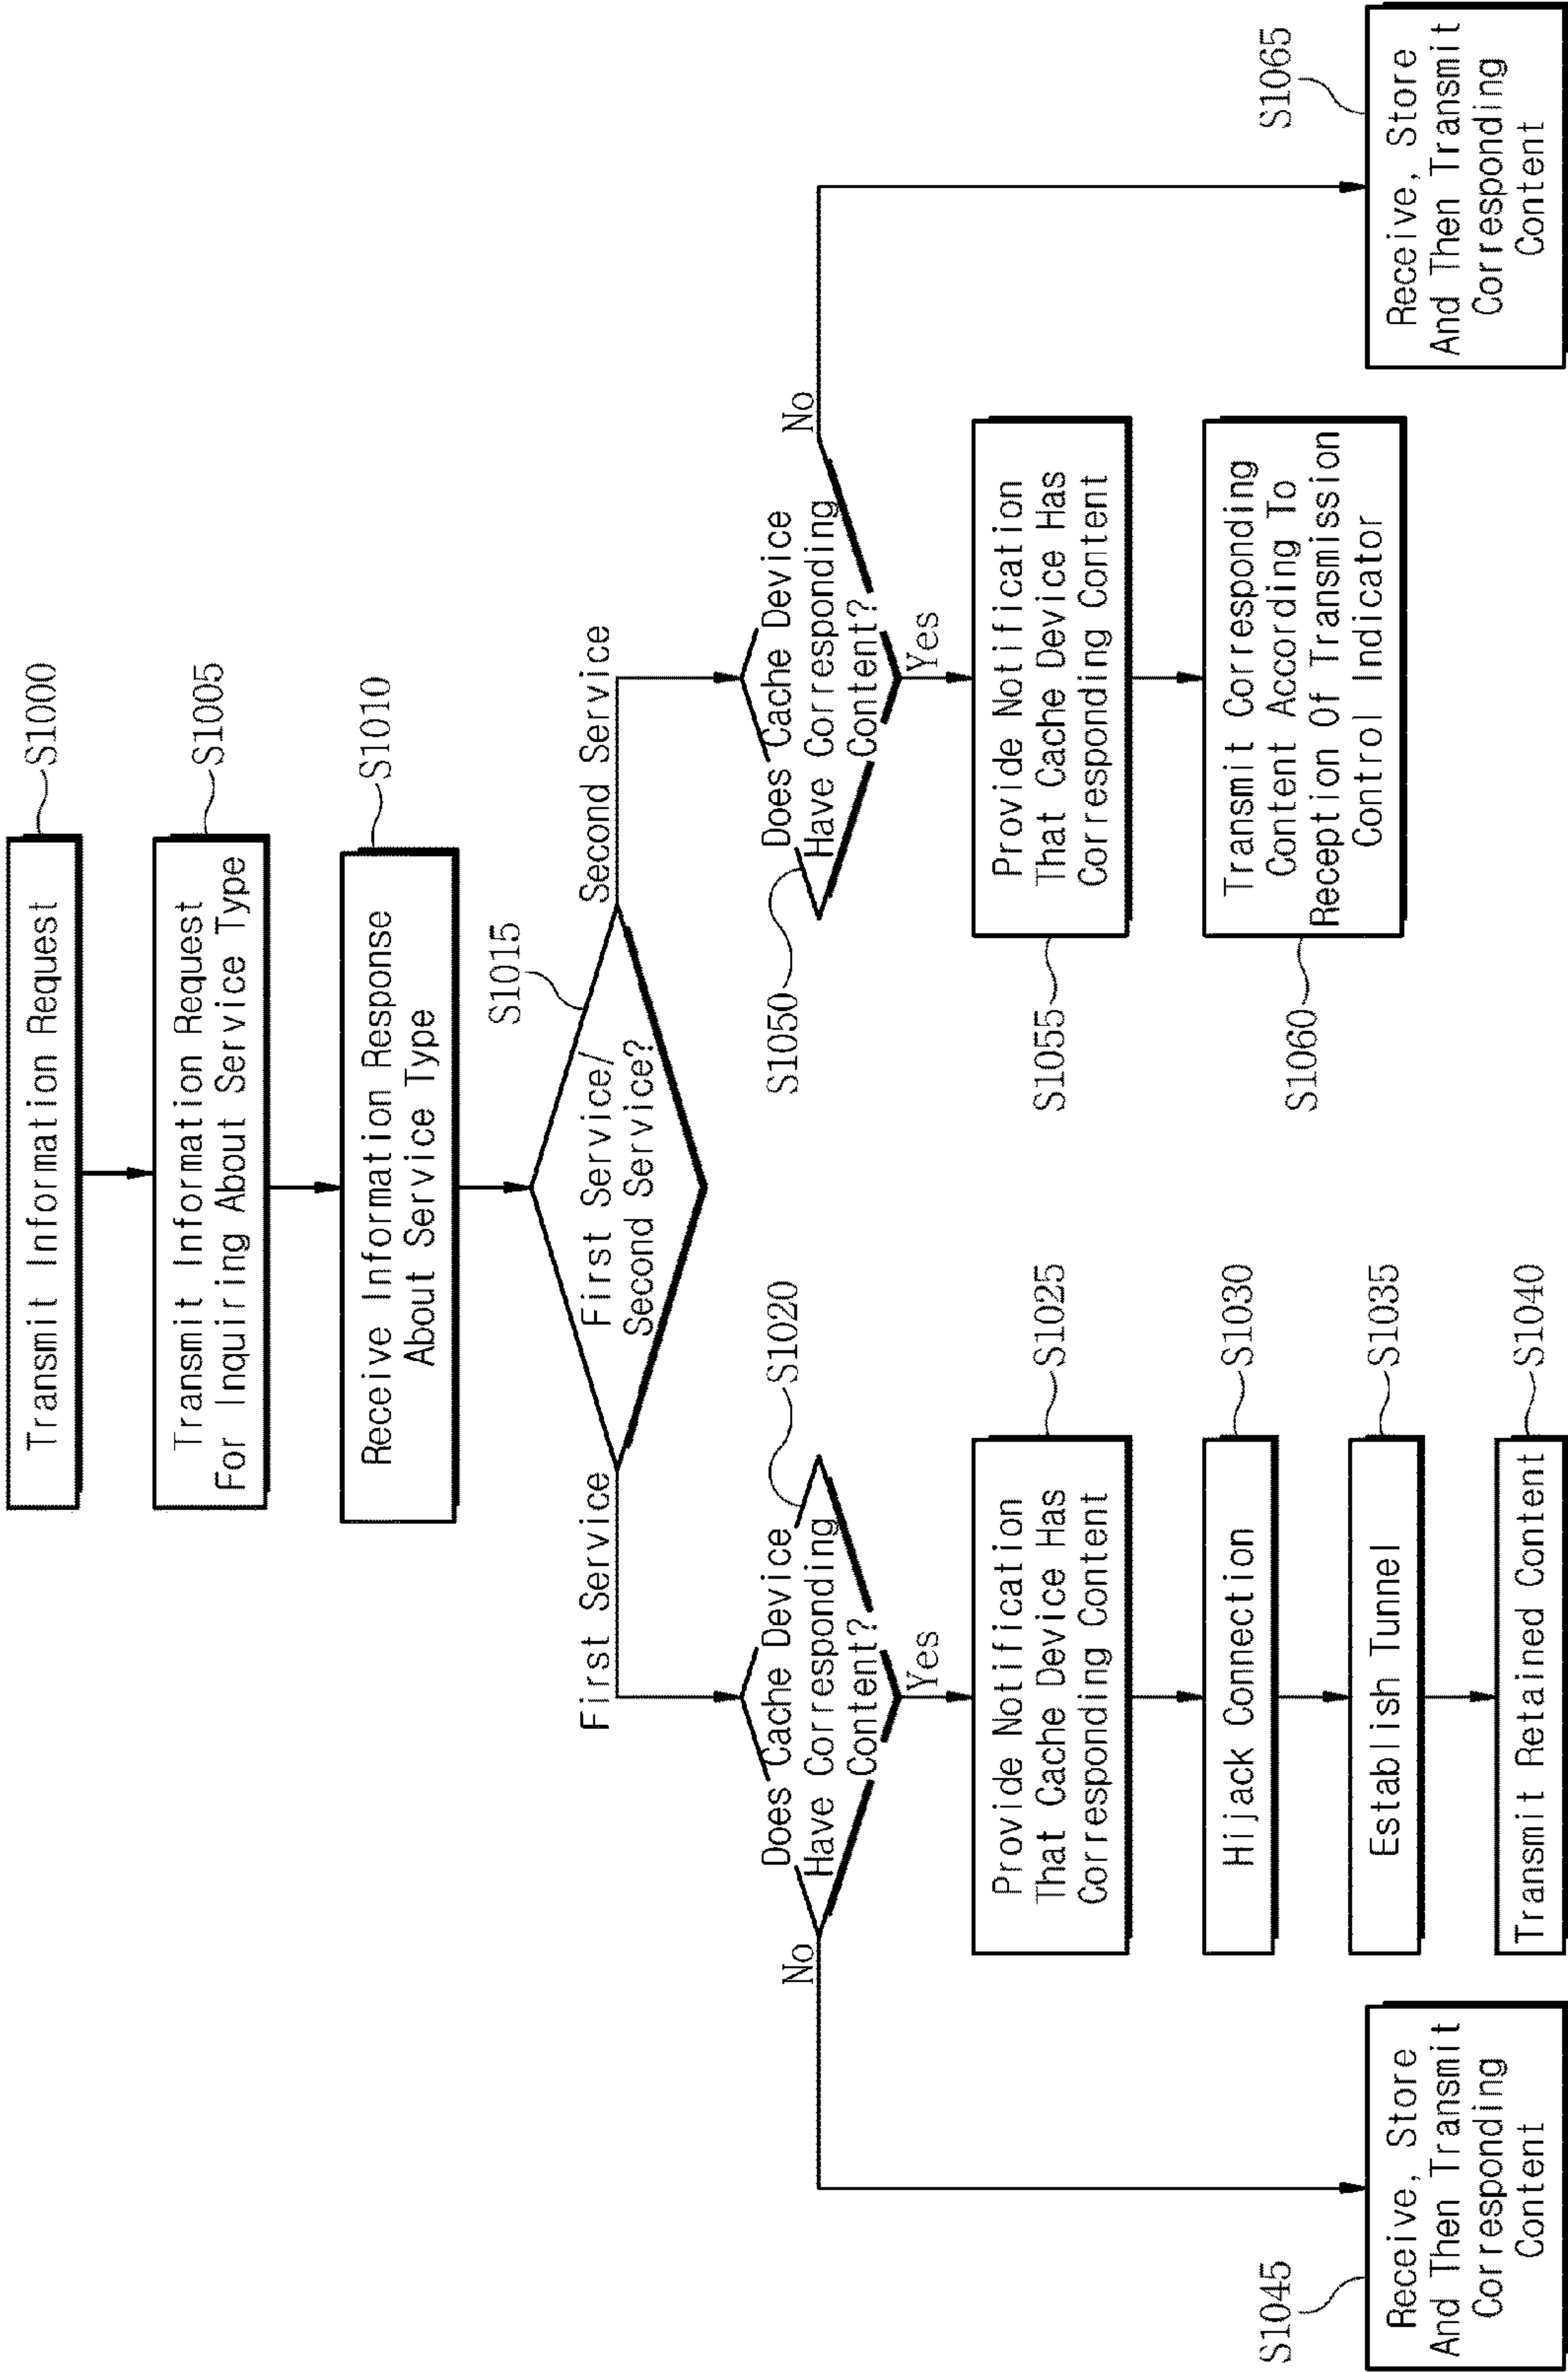 Transmit Information Request
S1000
Transmit Information Request
For Inquiring About Service Type
S1005
Receive Information Response
About Service Type
S1010
S1015
First Service/
Second Service?
First Service
Second Service
Does Cache Device
Have Corresponding
Content?
S1020
No
Yes
Provide Notification
That Cache Device Has
Corresponding Content
S1025
Hijack Connection
S1030
Establish Tunnel
S1035
Transmit Retained Content
S1040
S1045
Receive, Store
And Then Transmit
Corresponding
Content
Does Cache Device
Have Corresponding
Content?
S1050
No
Yes
Provide Notification
That Cache Device Has
Corresponding Content
S1055
Transmit Corresponding
Content According To
Reception Of Transmission
Control Indicator
S1060
S1065
Receive, Store
And Then Transmit
Corresponding
Content